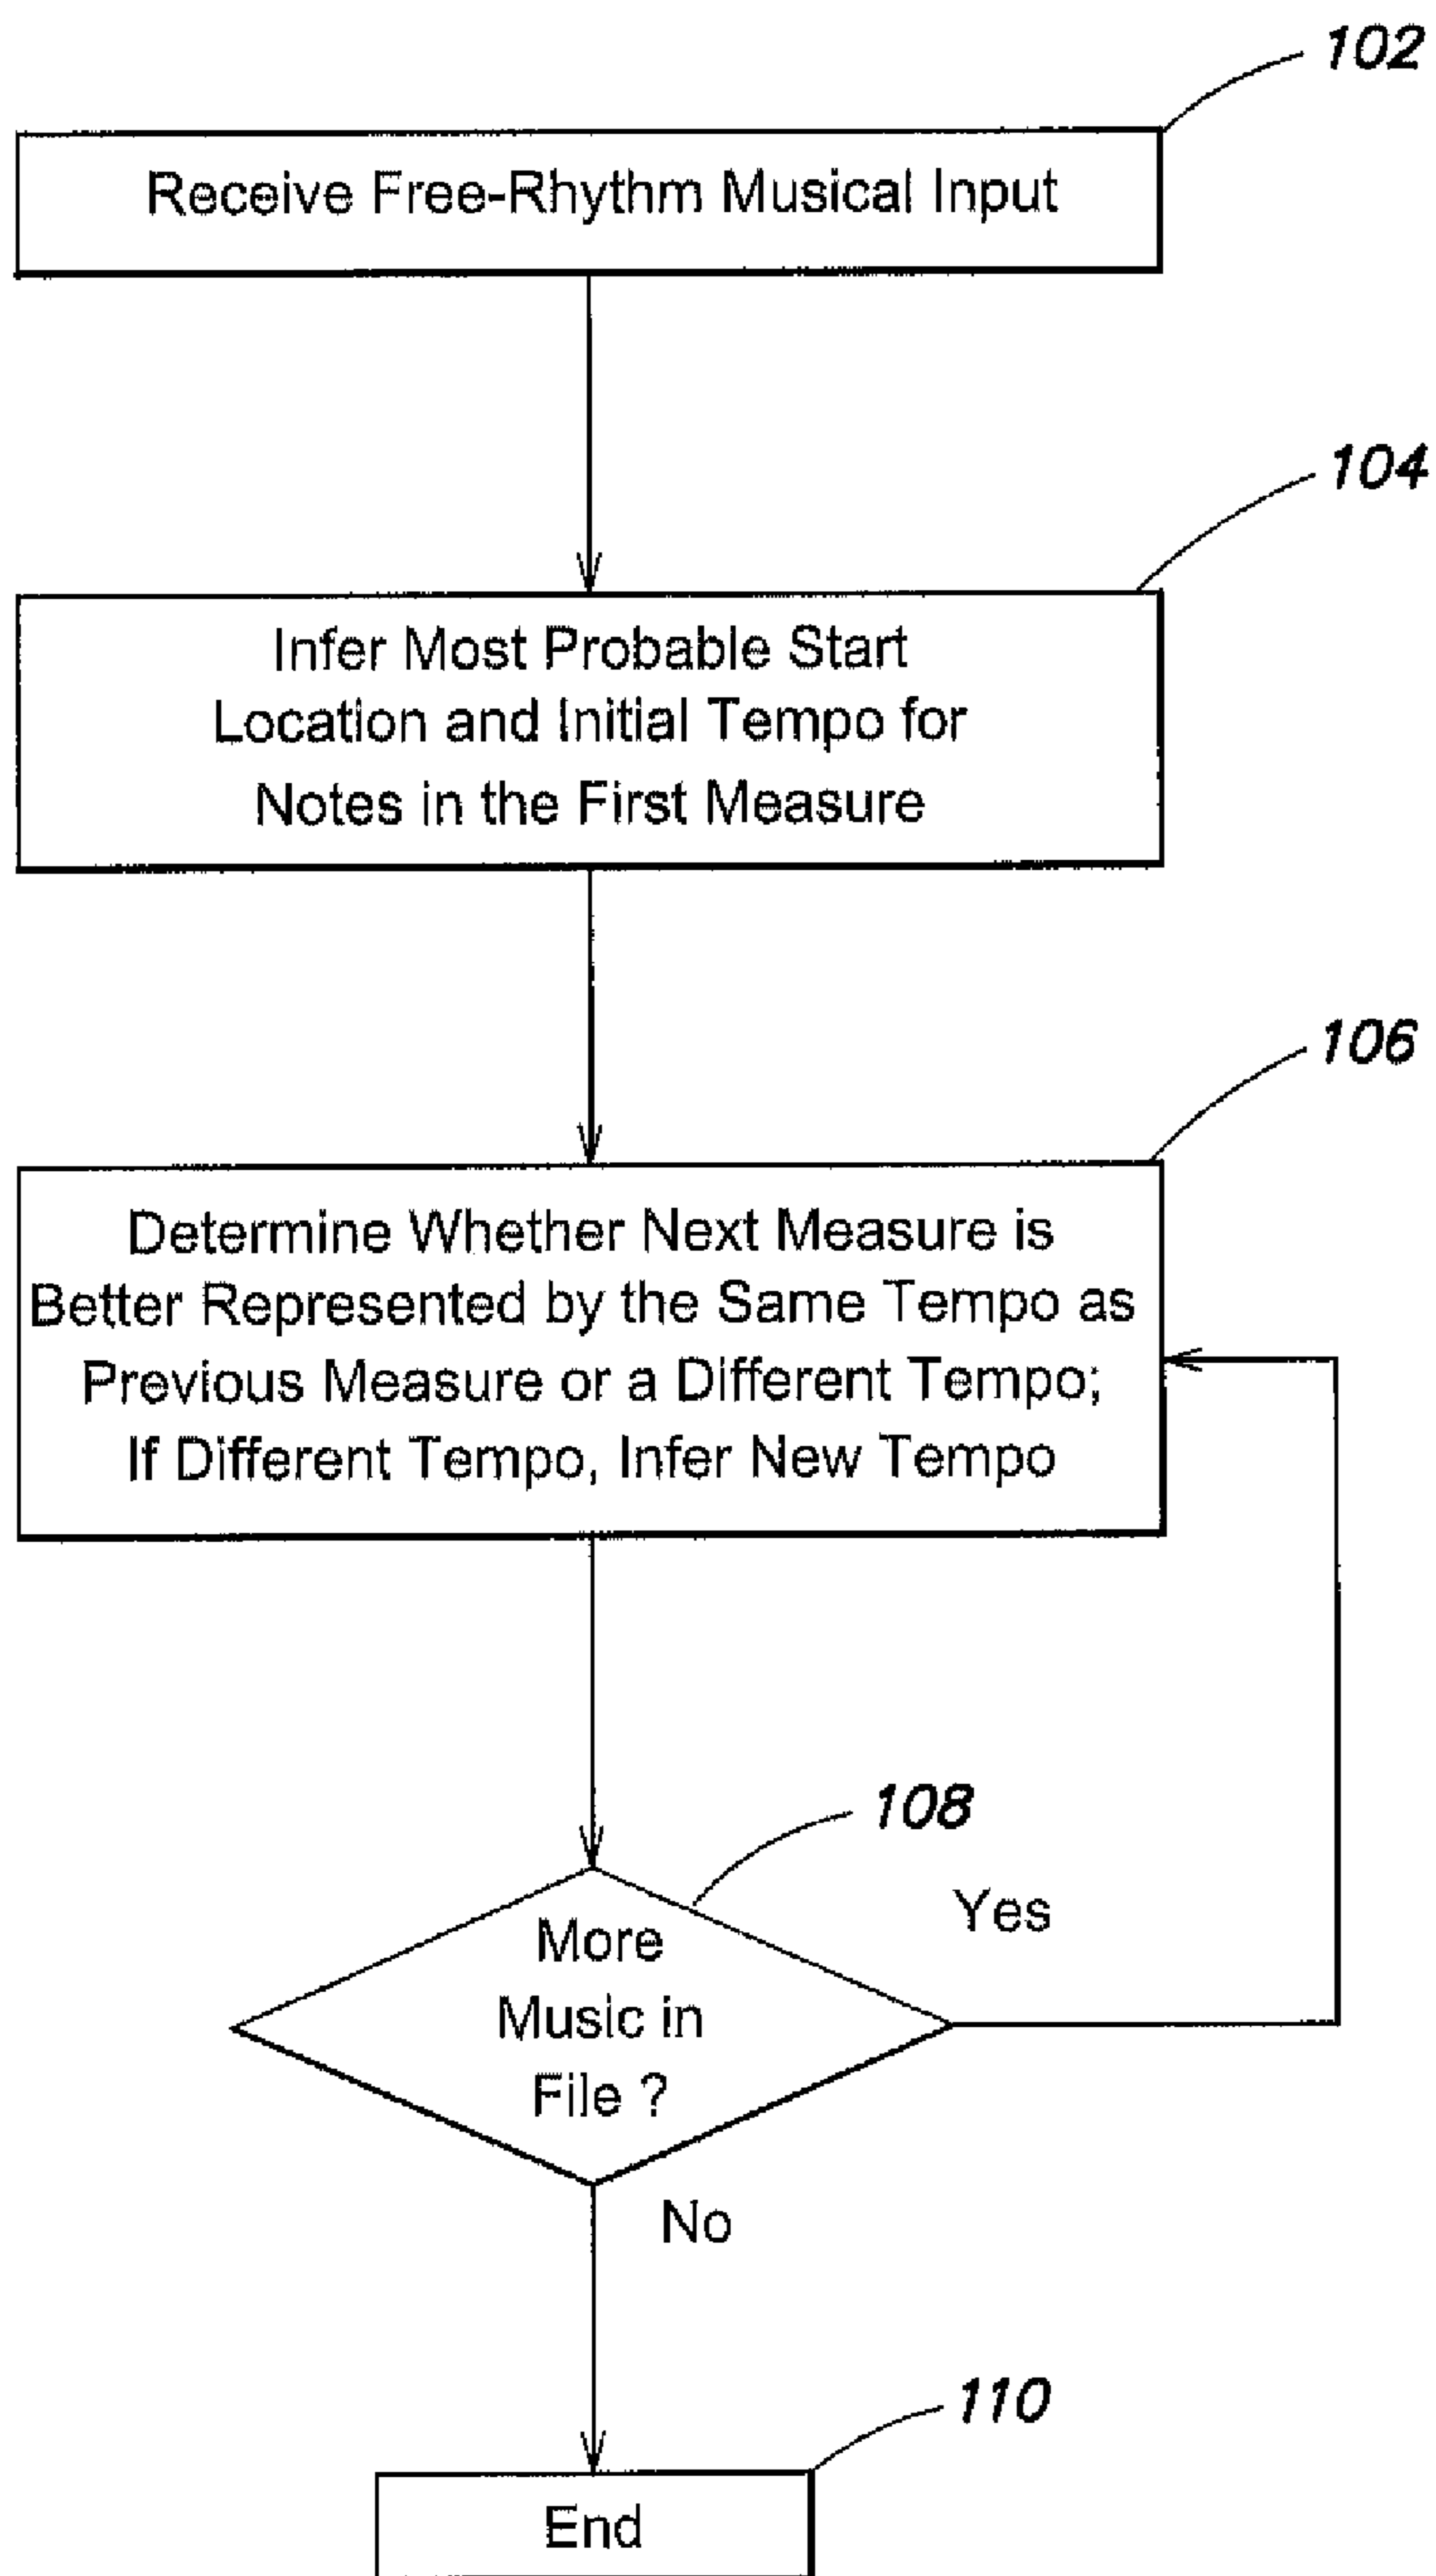 102
Receive Free-Rhythm Musical Input
104
Infer Most Probable Start
Location and Initial Tempo for
Notes in the First Measure
106
Determine Whether Next Measure is
Better Represented by the Same Tempo as
Previous Measure or a Different Tempo;
If Different Tempo, Infer New Tempo
108
Yes
More
Music in
File ?
No
110
End